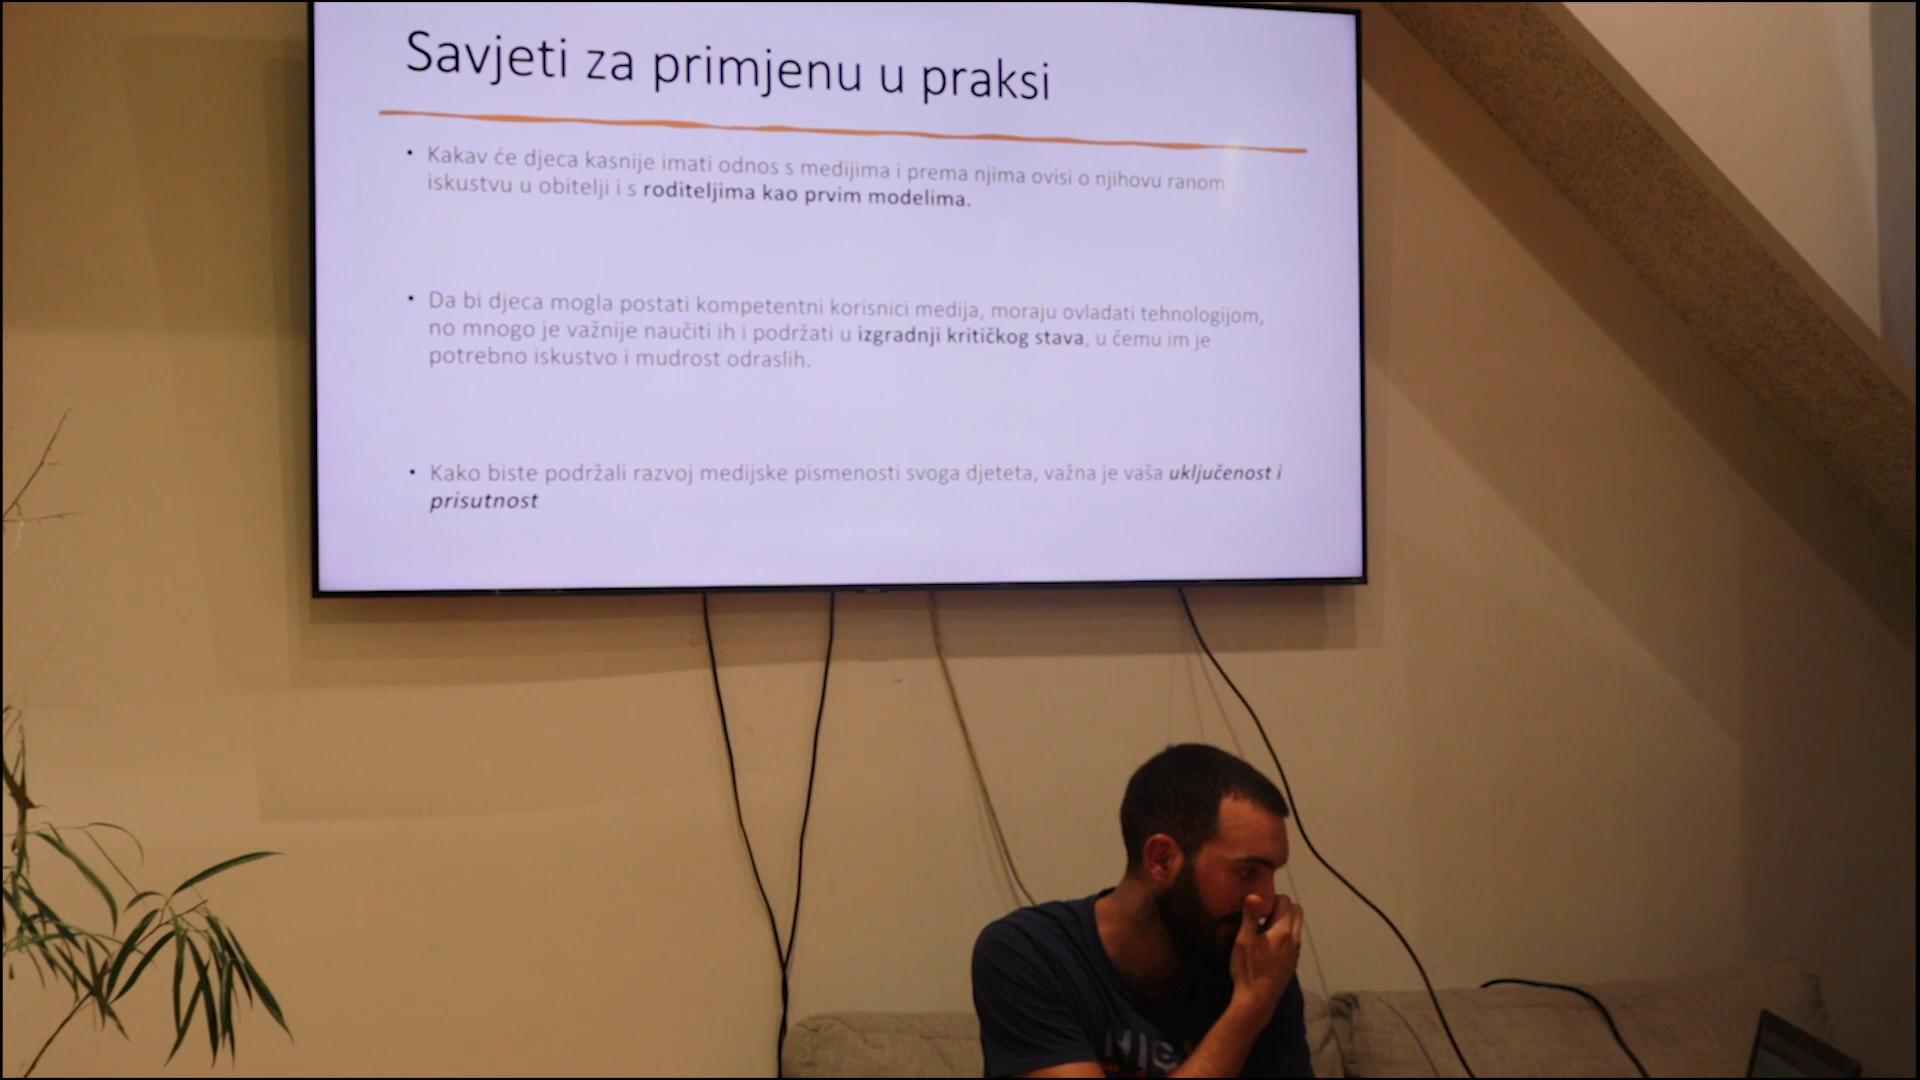 Savjeti za primjenu u praksi
• Kakav će djeca kasnije imati odnos s medijima i prema njima ovisi o njihovu ranom
iskustvu u obitelji i s roditeljima kao prvim modelima.
• Da bi djeca mogla postati kompetentni korisnici medija, moraju ovladati tehnologijom,
no mnogo je važnije naučiti ih i podržati u izgradnji kritičkog stava, u čemu im je
potrebno iskustvo i mudrost odraslih.
• Kako biste podržali razvoj medijske pismenosti svoga djeteta, važna je vaša uključenost i
prisutnost